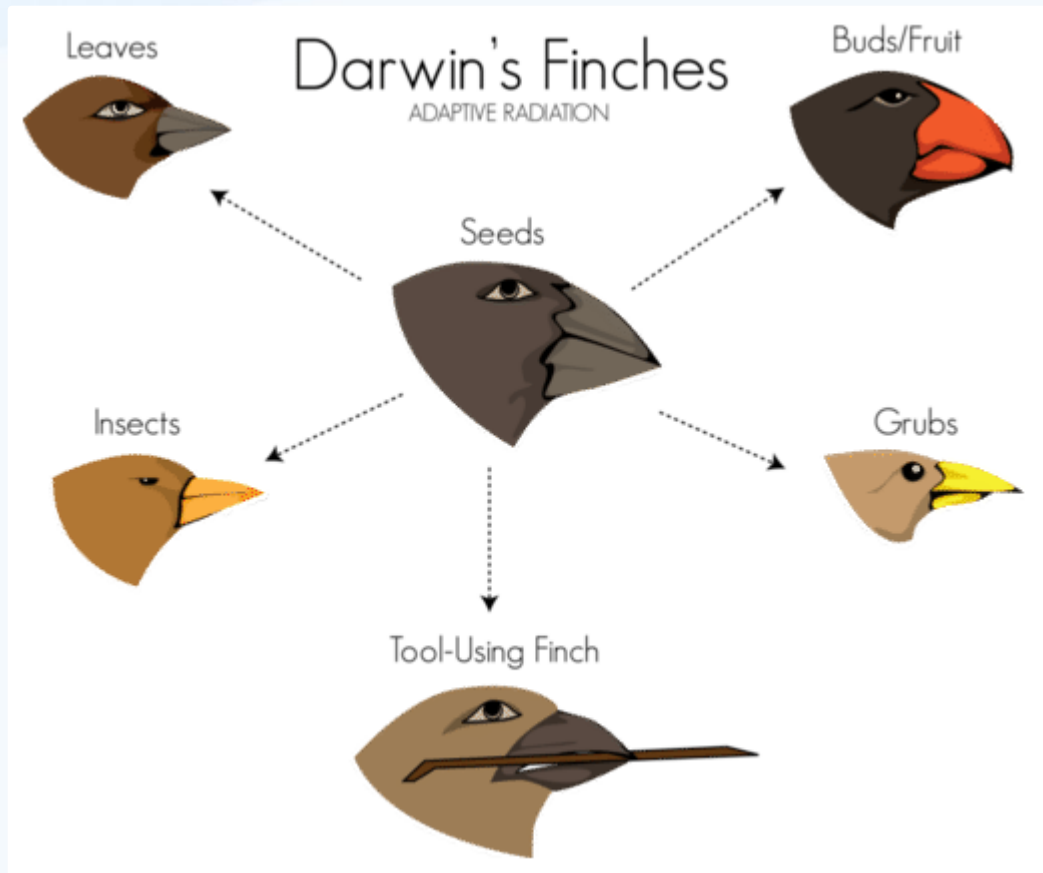 Leaves
Darwin's Finches
ADAPTIVE RADIATION
Buds/Fruit
Seeds
Insects
Grubs
Tool-Using Finch